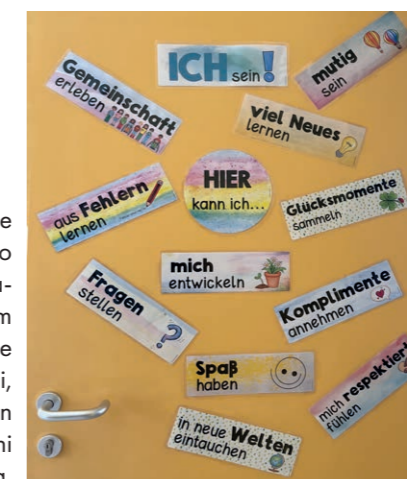 ICH sein!
mutig
sein
Gemeinschaft
erleben
viel Neues
lernen
HIER
kann ich...
aus Fehlern
lernen
Glücksmomente
sammeln
mich
entwickeln
Fragen
stellen
?
Komplimente
annehmen
Spaß
haben
mich respektiert
fühlen
in neue Welten
eintauchen
e
o
-
m
e
i,
n
ni